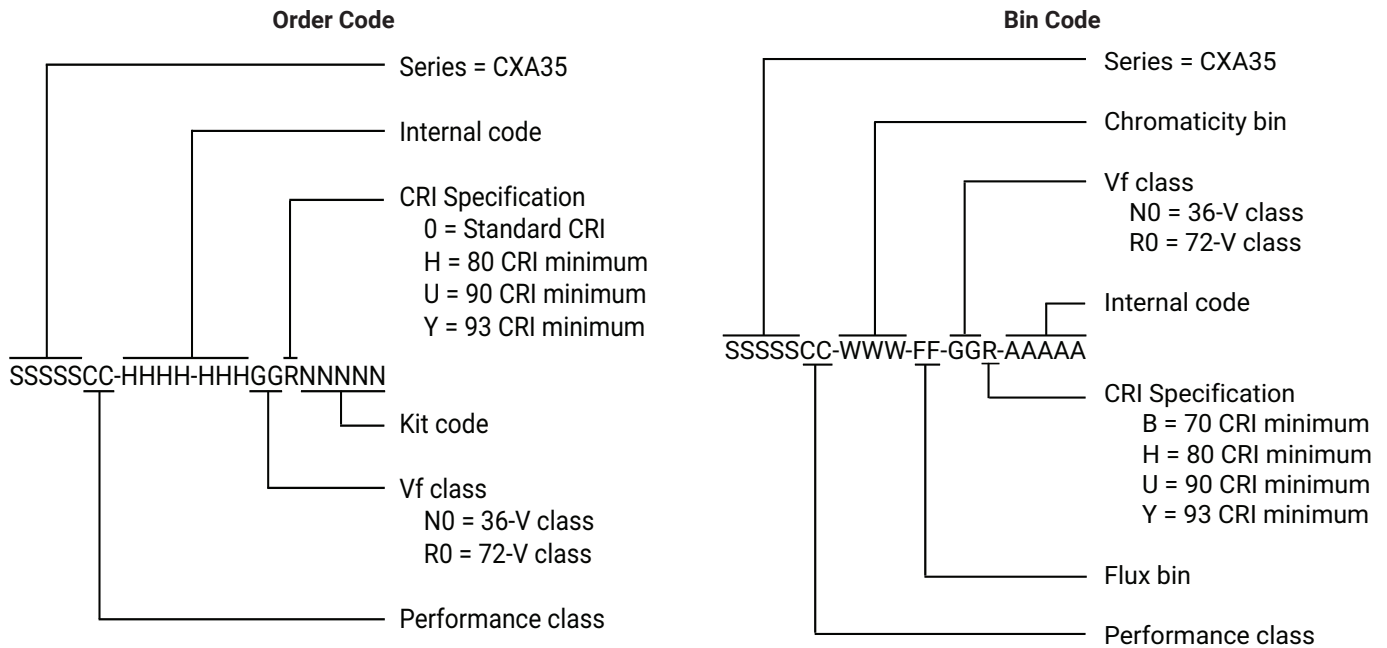 Order Code
Series = CXA35
Internal code
CRI Specification
0 = Standard CRI
H = 80 CRI minimum
U = 90 CRI minimum
Y = 93 CRI minimum
SSSSSCC-HHHH-HHHGGRNNNNN
Kit code
Vf class
N0 = 36-V class
R0 = 72-V class
Performance class
Bin Code
Series = CXA35
Chromaticity bin
Vf class
N0 = 36-V class
R0 = 72-V class
Internal code
SSSSSCC-WWW-FF-GGR-AAAAA
CRI Specification
B = 70 CRI minimum
H = 80 CRI minimum
U = 90 CRI minimum
Y = 93 CRI minimum
Flux bin
Performance class